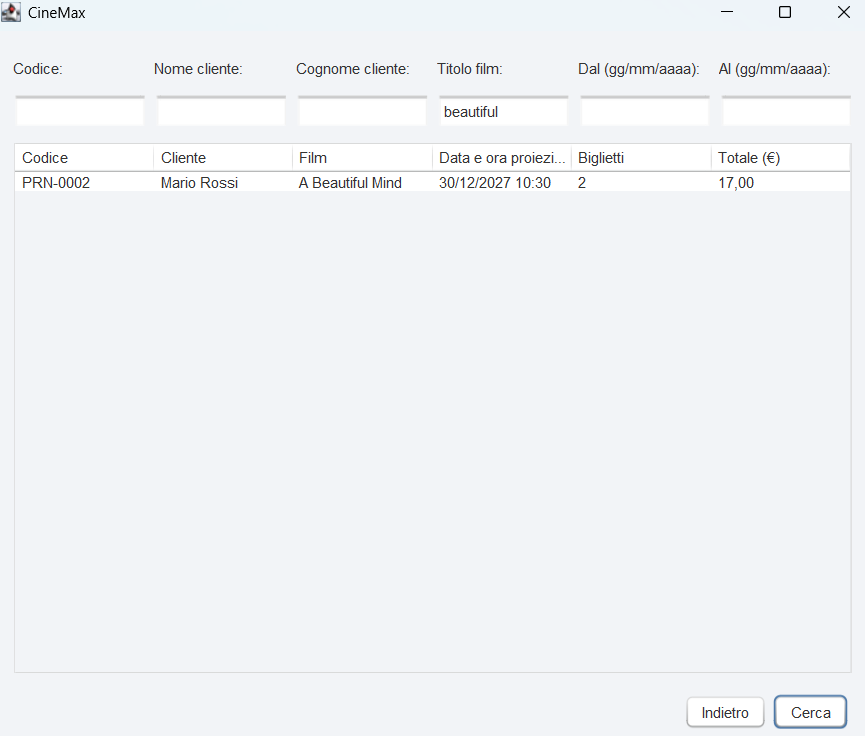 CineMax
Codice: Nome cliente: Cognome cliente: Titolo film: Dal (gg/mm/aaaa): Al (gg/mm/aaaa):
beautiful
Codice Cliente Film Data e ora proiezi... Biglietti Totale (€)
PRN-0002 Mario Rossi A Beautiful Mind 30/12/2027 10:30 2 17,00
Indietro Cerca